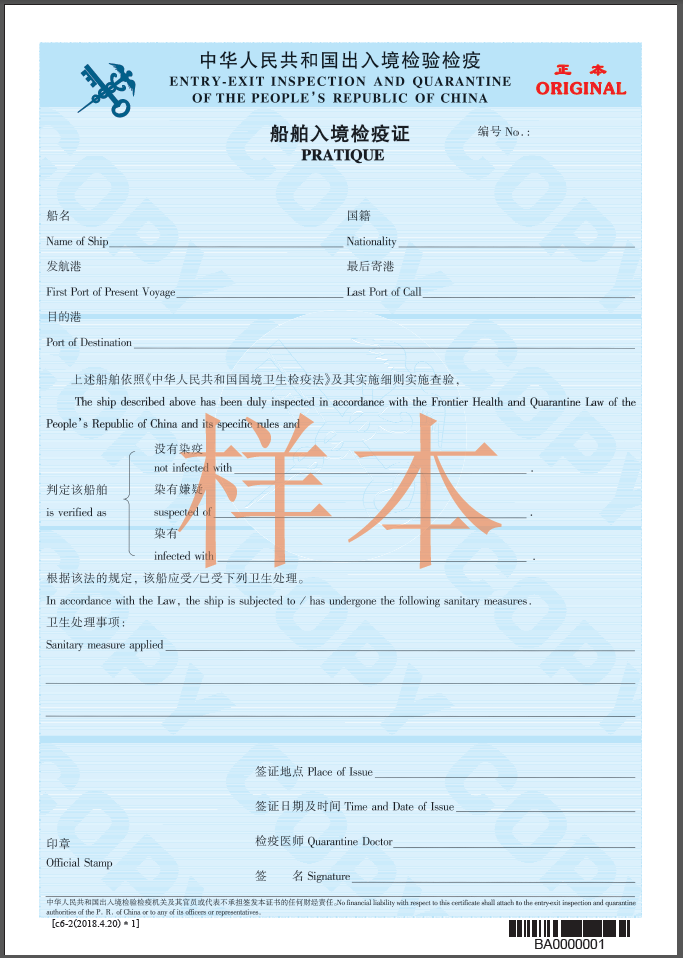 中华人民共和国出入境检验检疫
ENTRY-EXIT INSPECTION AND QUARANTINE
OF THE PEOPLE'S REPUBLIC OF CHINA
正 本
ORIGINAL
船舶入境检疫证
PRATIQUE
编号 No.:
船名
国籍
Name of Ship
Nationality
发航港
最后寄港
First Port of Present Voyage
Last Port of Call
目的港
Port of Destination
上述船舶依照《中华人民共和国国境卫生检疫法》及其实施细则实施查验,
The ship described above has been duly inspected in accordance with the Frontier Health and Quarantine Law of the
People's Republic of China and its specific rules and
没有染疫
not infected with .
判定该船舶
染有嫌疑
is verified as
suspected of .
染有
infected with .
样本
根据该法的规定, 该船应受/已受下列卫生处理。
In accordance with the Law, the ship is subjected to / has undergone the following sanitary measures.
卫生处理事项:
Sanitary measure applied
签证地点 Place of Issue
签证日期及时间 Time and Date of Issue
印章
检疫医师 Quarantine Doctor
Official Stamp
签 名 Signature
中华人民共和国出入境检验检疫机关及其官员或代表不承担签发本证书的任何财经责任。No financial liability with respect to this certificate shall attach to the entry-exit inspection and quarantine
authorities of the P. R. of China or to any of its officers or representatives.
[c6-2(2018.4.20) * 1]
BA0000001
COPY
COPY
COPY
COPY
COPY
COPY
COPY
COPY
COPY
COPY
COPY
COPY